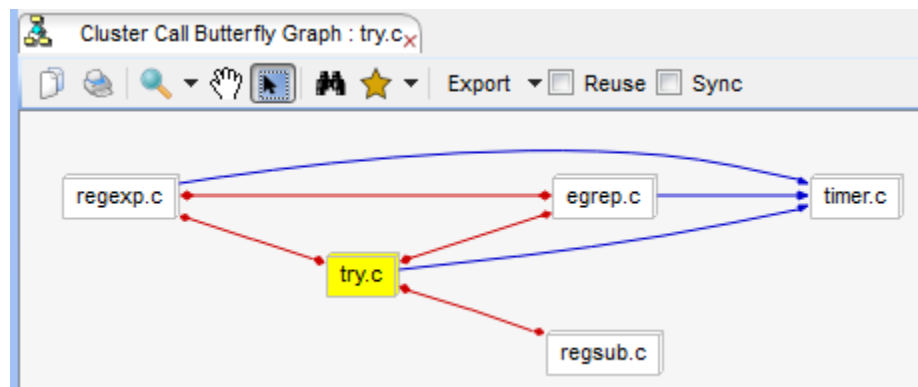 Cluster Call Butterfly Graph : try.c
Export Reuse Sync
regexp.c egrep.c timer.c
try.c
regsub.c